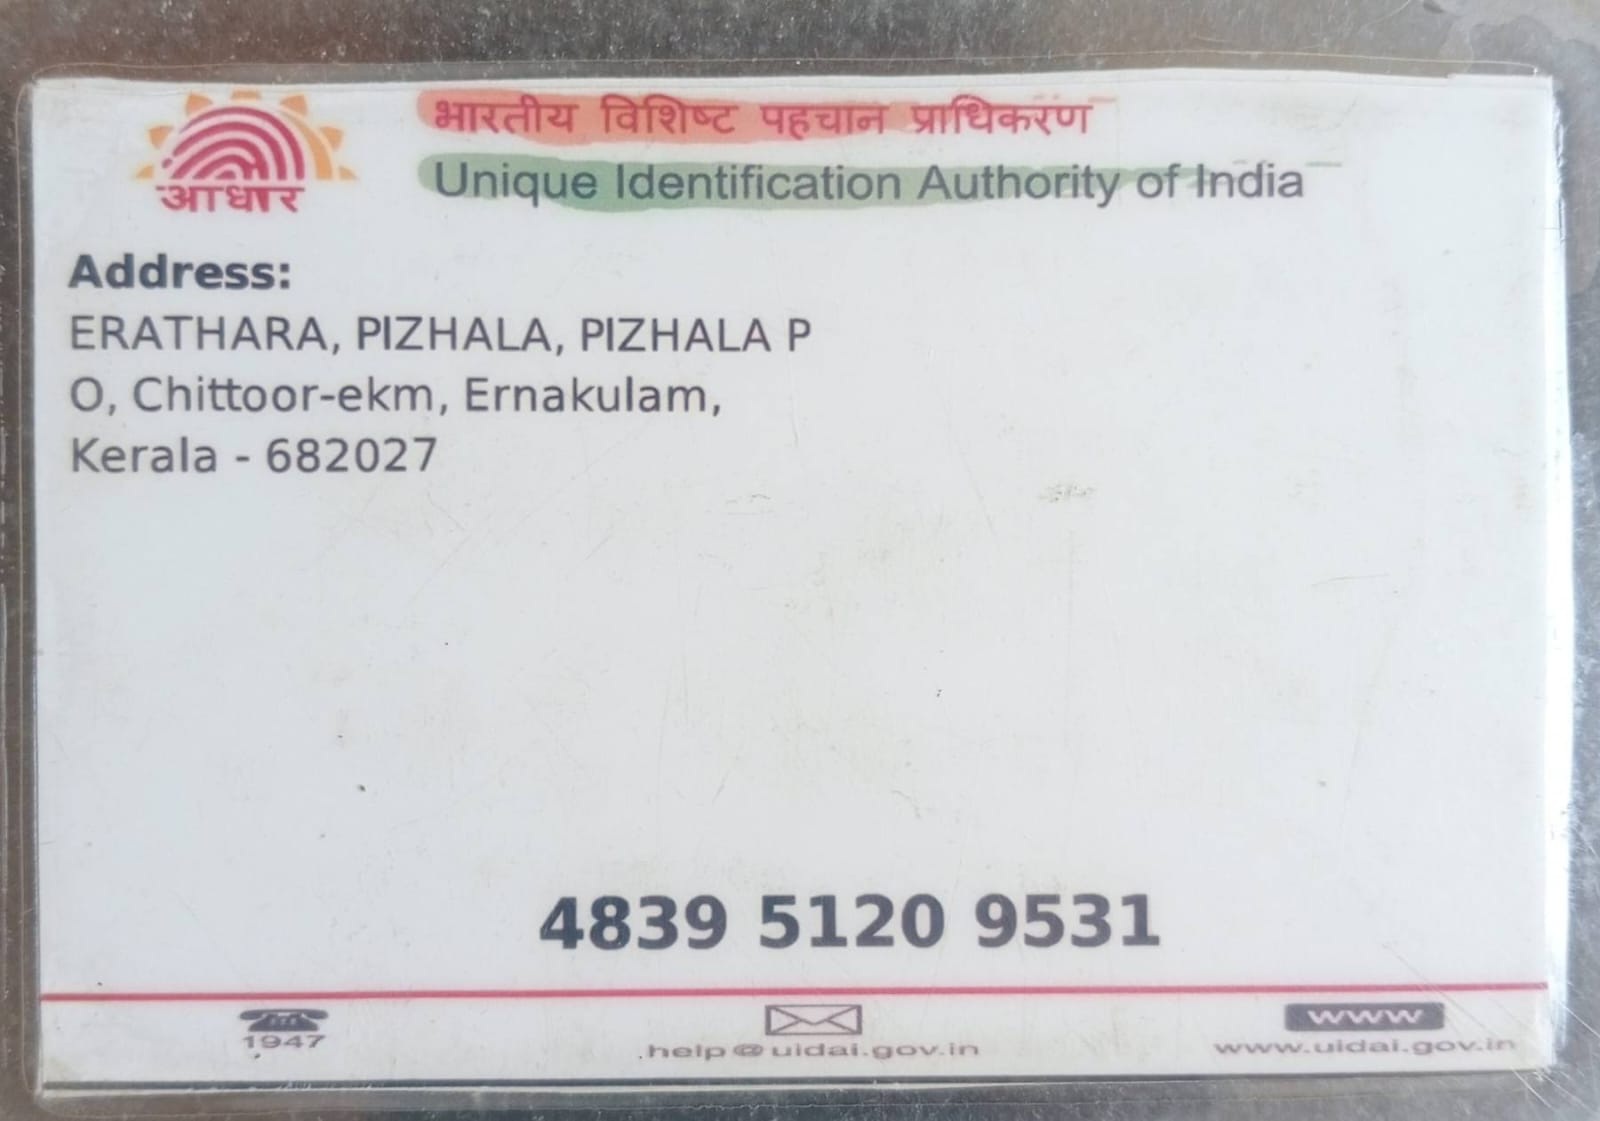 भारतीय विशिष्ट पहचान प्राधिकरण
Unique Identification Authority of India
आधार
Address:
ERATHARA, PIZHALA, PIZHALA P
O, Chittoor-ekm, Ernakulam,
Kerala - 682027
4839 5120 9531
1947
help@uidai.gov.in
www
www.uidai.gov.in